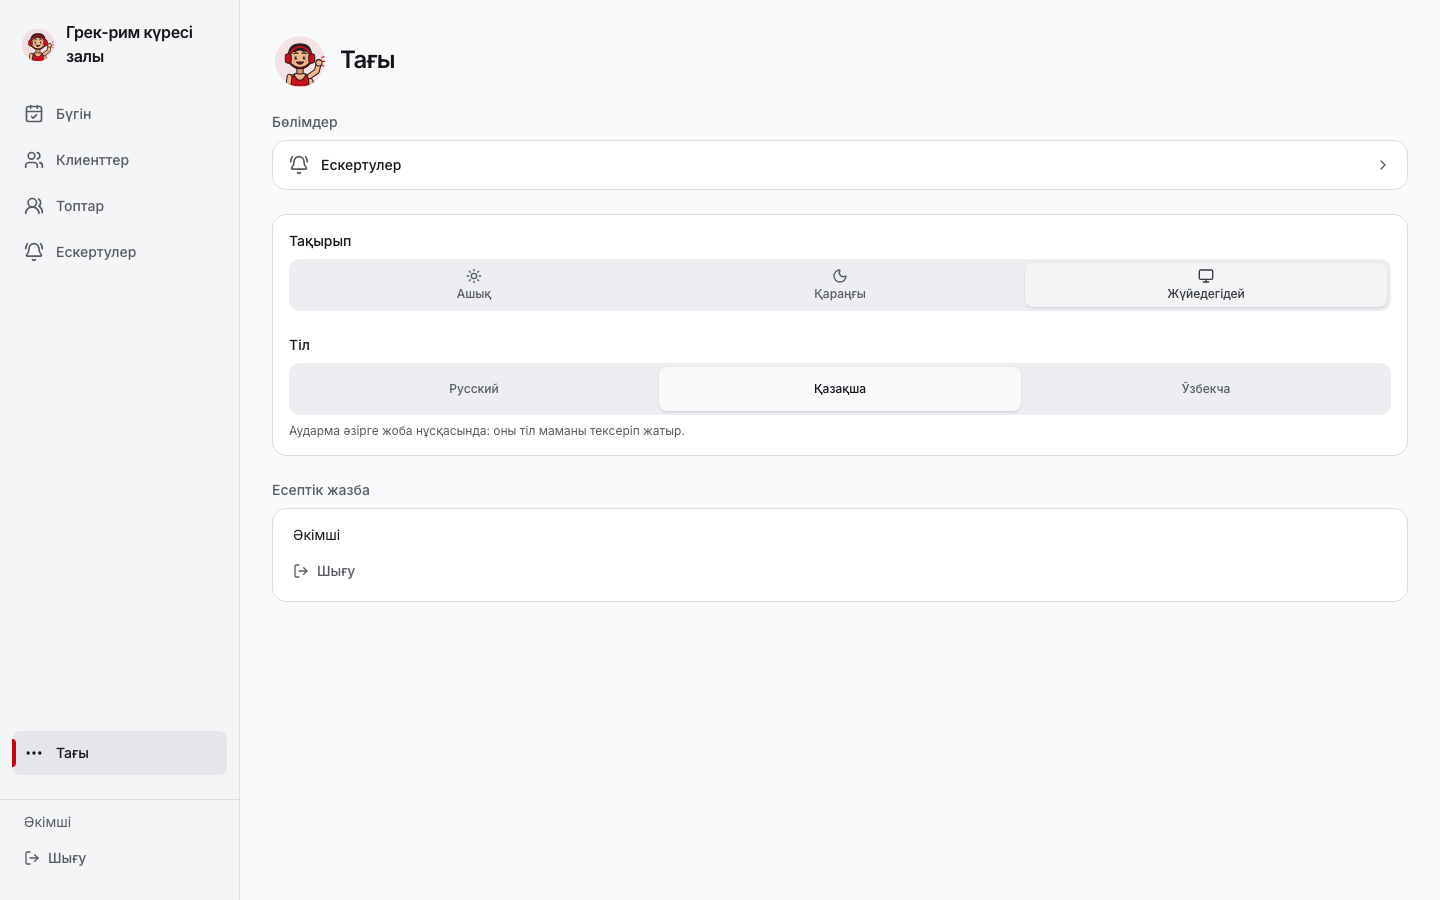 Грек-рим күресі
залы
Бүгін
Клиенттер
Топтар
Ескертулер
Тағы
Әкімші
Шығу
Тағы
Бөлімдер
Ескертулер
Тақырып
Ашық
Қараңғы
Жүйедегідей
Тіл
Русский
Қазақша
Ўзбекча
Аударма әзірге жоба нұсқасында: оны тіл маманы тексеріп жатыр.
Есептік жазба
Әкімші
Шығу